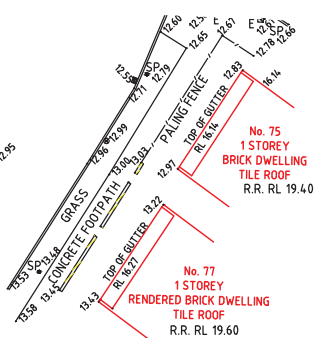 12.60
12.5
E
12.67
E
12.65
SP
12.66
12.78
12.55
SP
12.79
12.71
12.83
16.14
PALING FENCE
TOP OF GUTTER
RL 16.14
No. 75
1 STOREY
BRICK DWELLING
TILE ROOF
R.R. RL 19.40
12.95
12.96
12.99
13.00
13.03
12.97
GRASS
CONCRETE FOOTPATH
13.22
TOP OF GUTTER
RL 16.27
No. 77
1 STOREY
RENDERED BRICK DWELLING
TILE ROOF
R.R. RL 19.60
SP
13.48
13.53
13.45
13.43
13.58